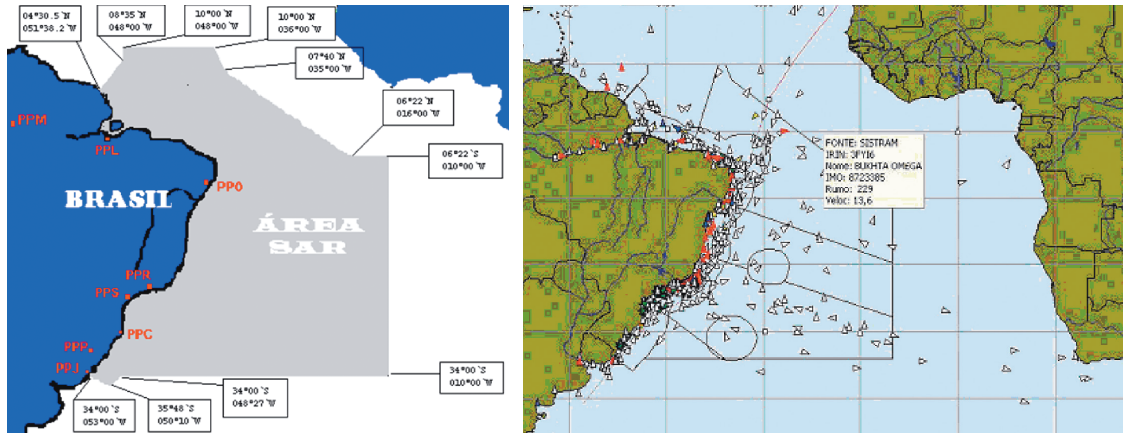 04°30.5 `N
051°38.2 `W
08°35 `N
048°00 `W
10°00 `N
048°00 `W
10°00 `N
036°00 `W
07°40 `N
035°00 `W
06°22 `N
016°00 `W
06°22 `S
010°00 `W
PPM
PPL
PPO
BRASIL
ÁREA
SAR
PPR
PPS
PPC
PPP
PPJ
34°00 `S
010°00 `W
34°00 `S
048°27 `W
34°00 `S
053°00 `W
35°48 `S
050°10 `W
FONTE: SISTRAM
IRIN: 3FYI6
Nome: BUKHTA OMEGA
IMO: 8723385
Rumo: 229
Veloc: 13,6